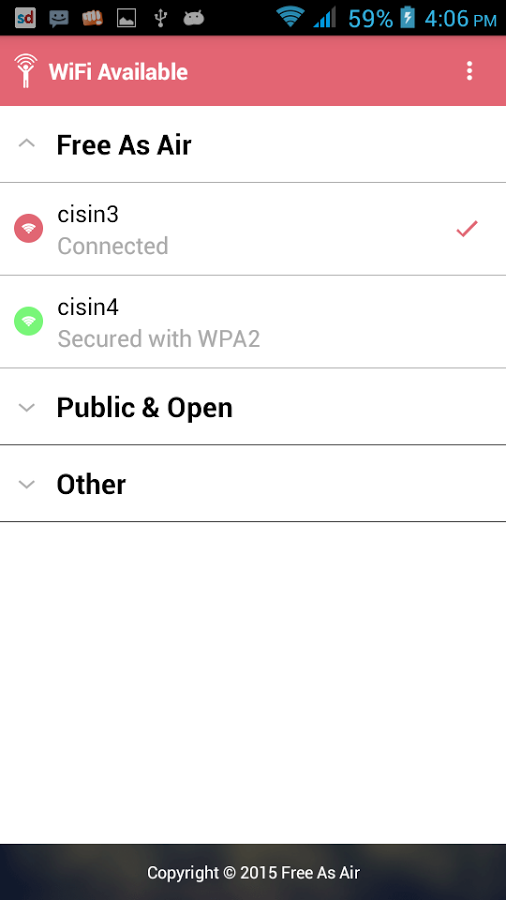 sd 59% 4:06 PM
WiFi Available
Free As Air
cisin3
Connected
cisin4
Secured with WPA2
Public & Open
Other
Copyright © 2015 Free As Air